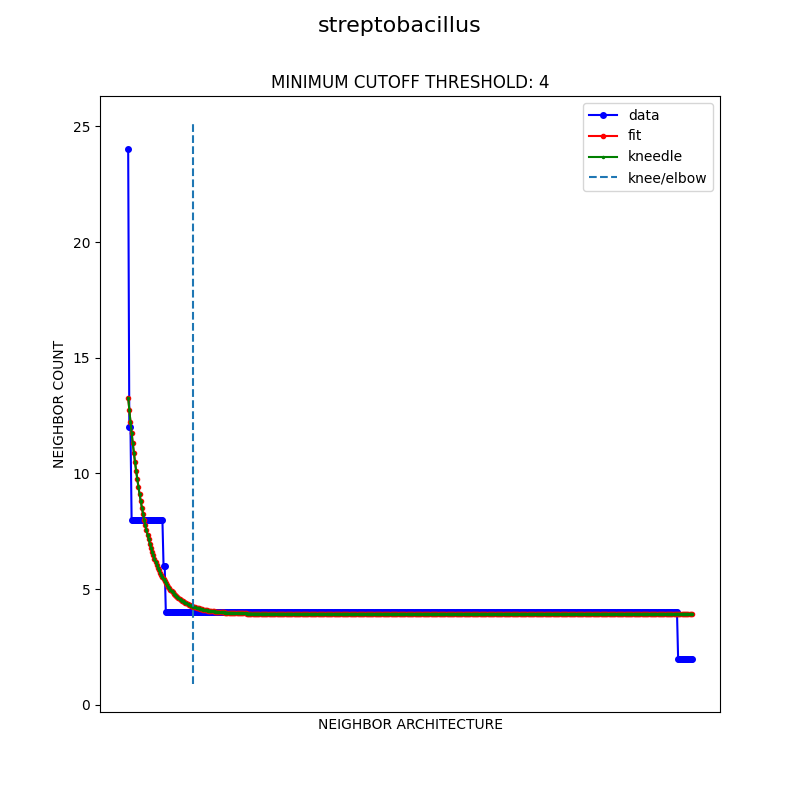 streptobacillus
MINIMUM CUTOFF THRESHOLD: 4
data
fit
kneedle
knee/elbow
25
20
15
10
5
0
NEIGHBOR COUNT
NEIGHBOR ARCHITECTURE